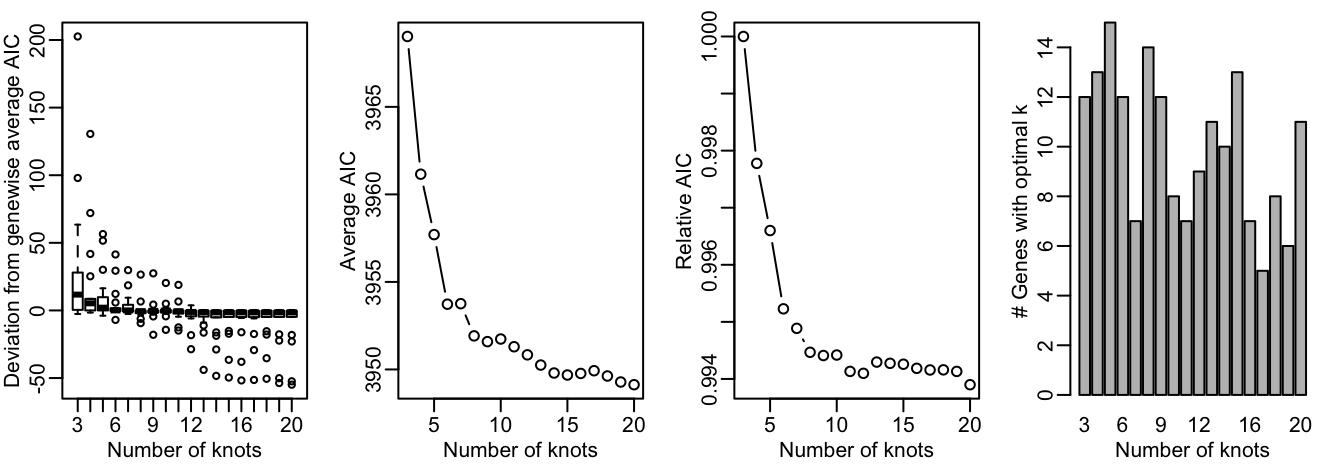 Deviation from genewise average AIC
200
150
100
50
0
-50
3 6 9 12 16 20
Number of knots
Average AIC
3965
3960
3955
3950
5 10 15 20
Number of knots
Relative AIC
1.000
0.998
0.996
0.994
5 10 15 20
Number of knots
# Genes with optimal k
14
12
10
8
6
4
2
0
3 6 9 12 16 20
Number of knots